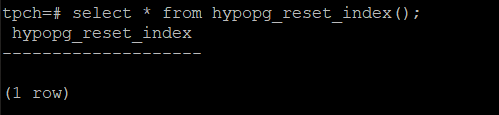 tpch=# select * from hypopg_reset_index();
 hypopg_reset_index
--------------------

(1 row)